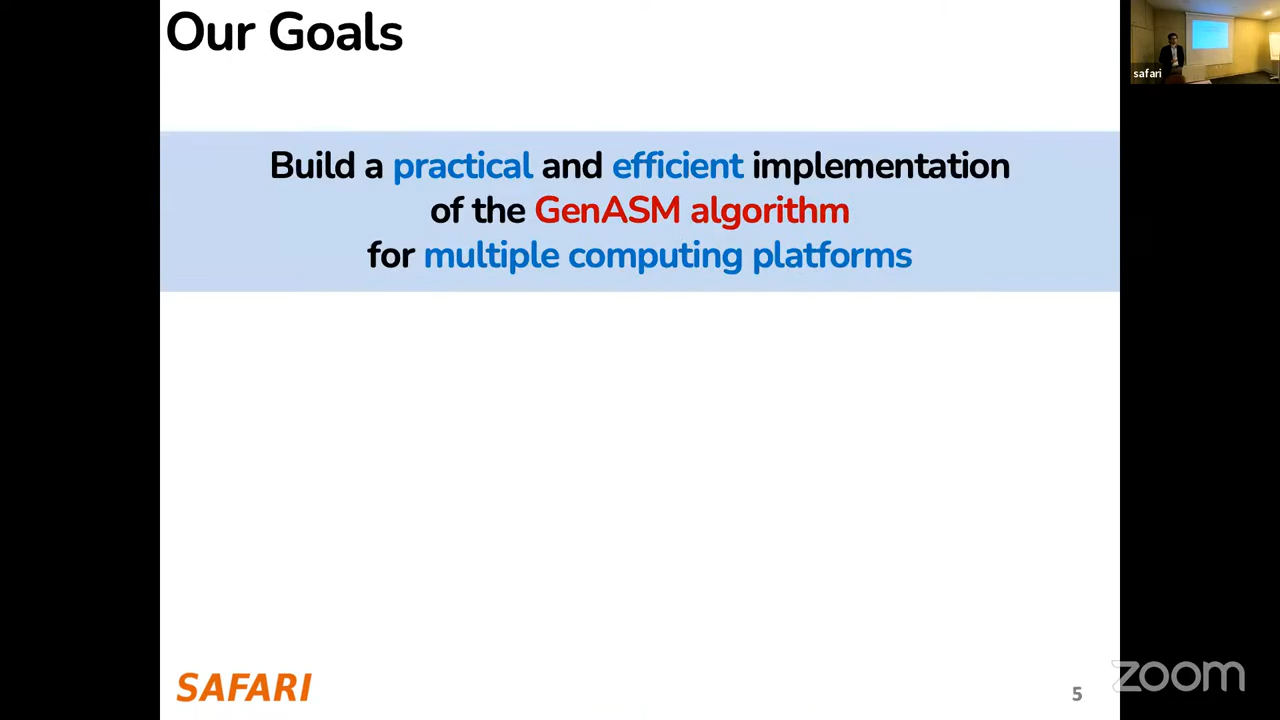 Our Goals
safari
Build a practical and efficient implementation
of the GenASM algorithm
for multiple computing platforms
SAFARI
5
zoom